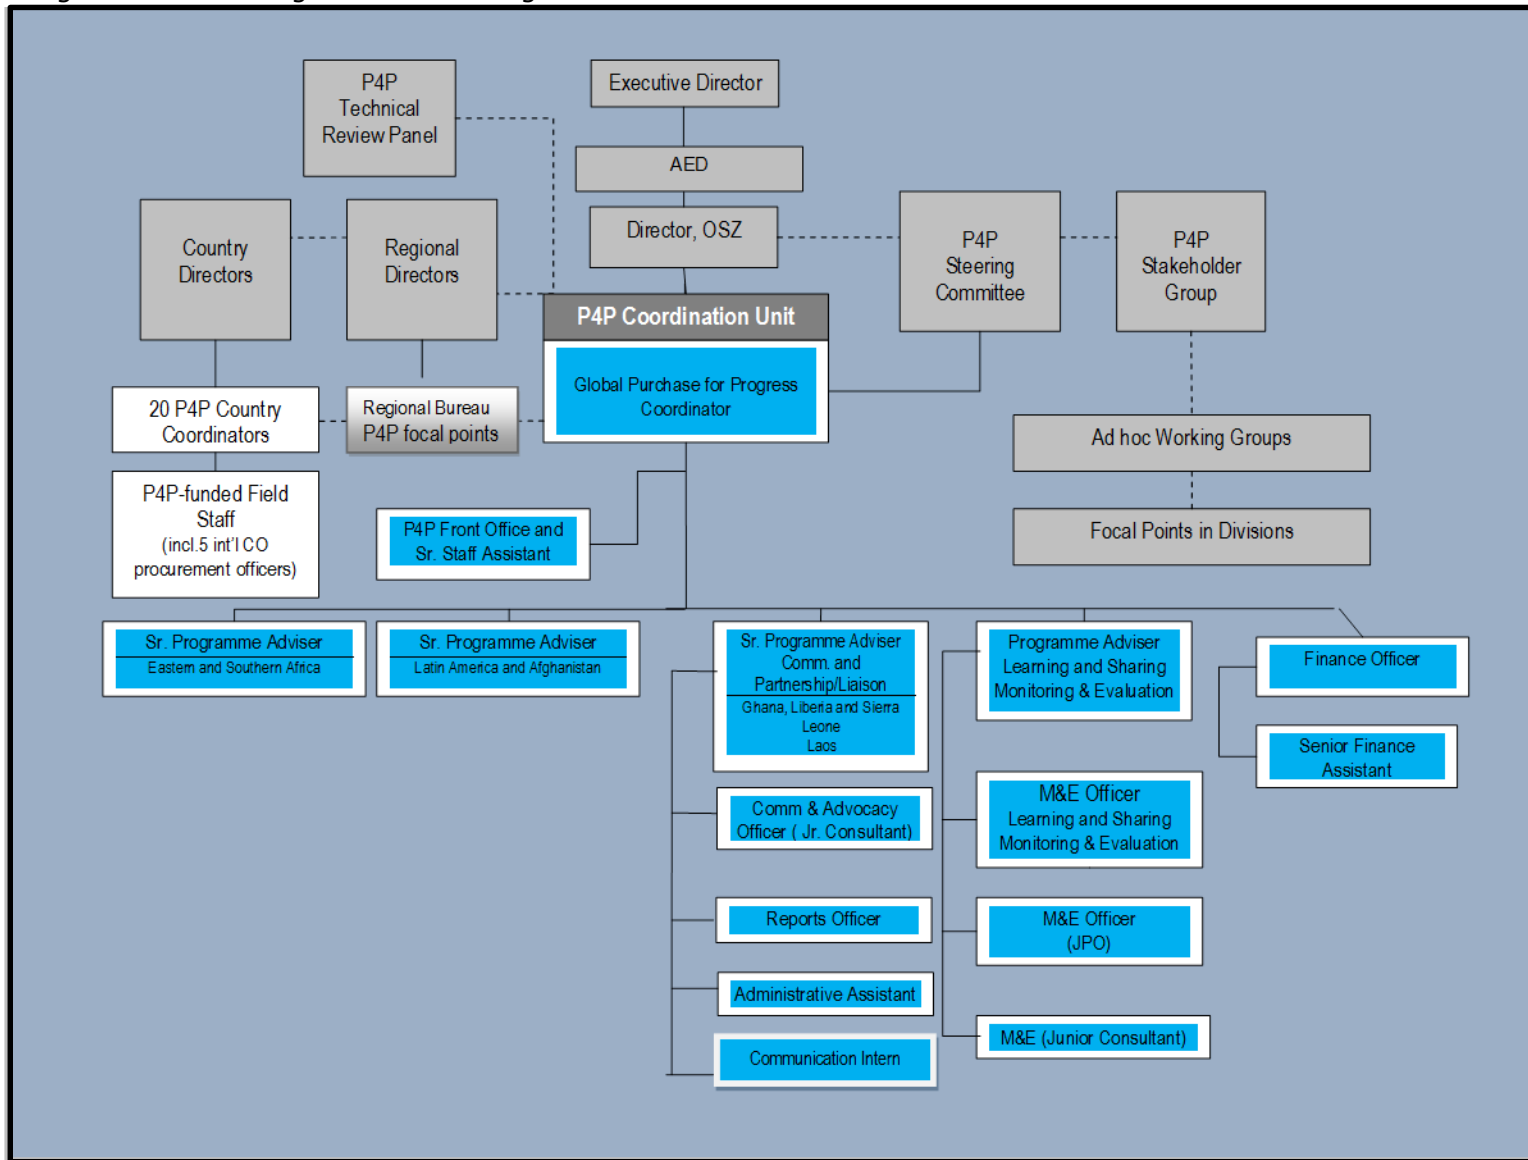 P4P
Technical
Review Panel
Executive Director
AED
Country
Directors
Regional
Directors
Director, OSZ
P4P
Steering
Committee
P4P
Stakeholder
Group
P4P Coordination Unit
Global Purchase for Progress
Coordinator
20 P4P Country
Coordinators
Regional Bureau
P4P focal points
Ad hoc Working Groups
P4P-funded Field
Staff
(incl.5 int'l CO
procurement officers)
P4P Front Office and
Sr. Staff Assistant
Focal Points in Divisions
Sr. Programme Adviser
Eastern and Southern Africa
Sr. Programme Adviser
Latin America and Afghanistan
Sr. Programme Adviser
Comm. and
Partnership/Liaison
Ghana, Liberia and Sierra
Leone
Laos
Programme Adviser
Learning and Sharing
Monitoring & Evaluation
Finance Officer
Senior Finance
Assistant
Comm & Advocacy
Officer ( Jr. Consultant)
M&E Officer
Learning and Sharing
Monitoring & Evaluation
Reports Officer
M&E Officer
(JPO)
Administrative Assistant
M&E (Junior Consultant)
Communication Intern